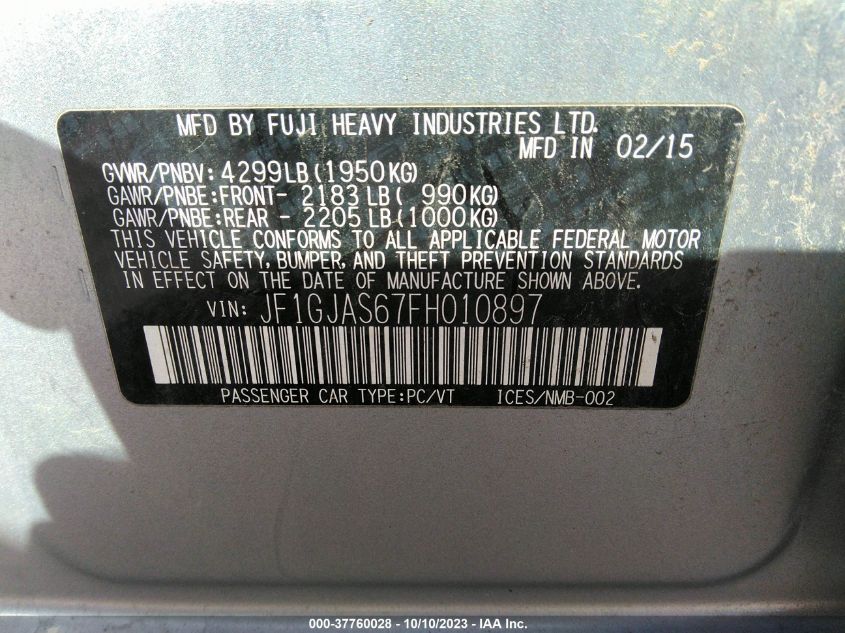 MFD BY FUJI HEAVY INDUSTRIES LTD.
MFD IN 02/15
GVWR/PNBV: 4299LB(1950KG)
GAWR/PNBE:FRONT- 2183 LB( 990KG)
GAWR/PNBE:REAR - 2205 LB(1000KG)
THIS VEHICLE CONFORMS TO ALL APPLICABLE FEDERAL MOTOR
VEHICLE SAFETY, BUMPER, AND THEFT PREVENTION STANDARDS
IN EFFECT ON THE DATE OF MANUFACTURE SHOWN ABOVE.
VIN: JF1GJAS67FH010897
PASSENGER CAR TYPE:PC/VT ICES/NMB-002
000-37760028 - 10/10/2023 - IAA Inc.